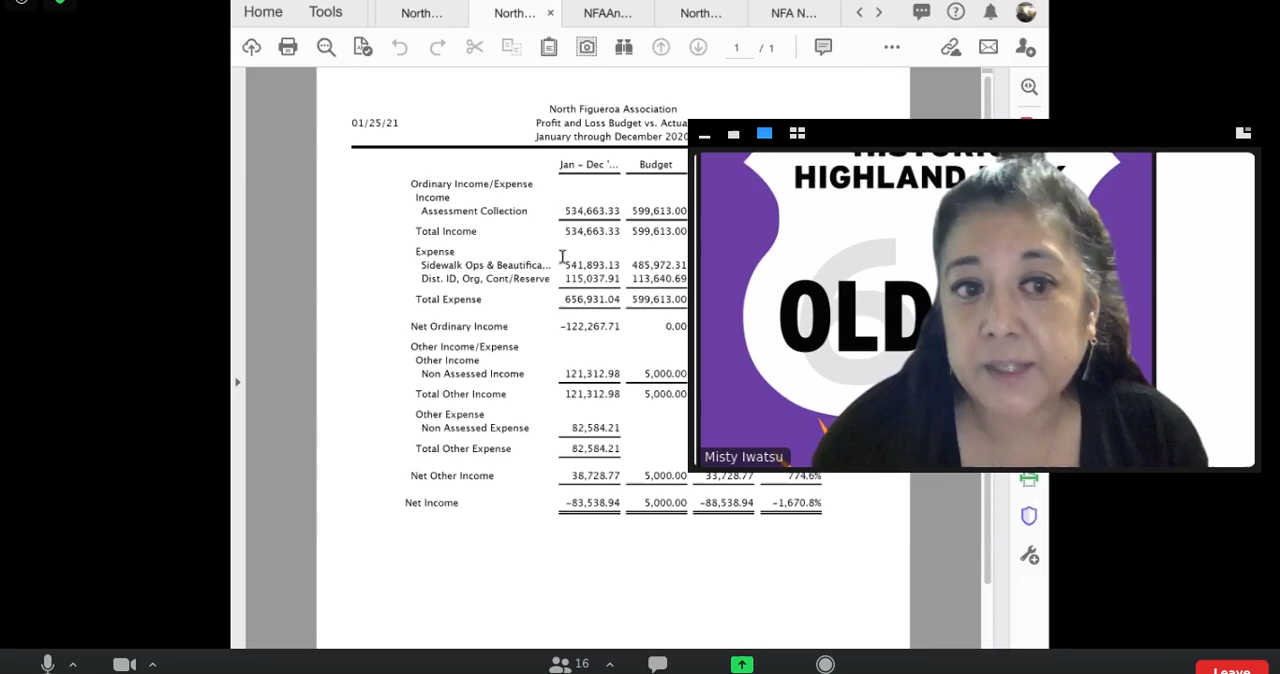 Home Tools North... North... × NFAAn... North... NFA N...
1 / 1
North Figueroa Association
01/25/21 Profit and Loss Budget vs. Actua
January through December 2020
Jan – Dec '... Budget
Ordinary Income/Expense
Income
Assessment Collection 534,663.33 599,613.00
Total Income 534,663.33 599,613.00
Expense
Sidewalk Ops & Beautifica... 541,893.13 485,972.31
Dist. ID, Org, Cont/Reserve 115,037.91 113,640.69
Total Expense 656,931.04 599,613.00
Net Ordinary Income -122,267.71 0.00
Other Income/Expense
Other Income
Non Assessed Income 121,312.98 5,000.00
Total Other Income 121,312.98 5,000.00
Other Expense
Non Assessed Expense 82,584.21
Total Other Expense 82,584.21
Net Other Income 38,728.77 5,000.00 33,728.77 774.6%
Net Income -83,538.94 5,000.00 -88,538.94 -1,670.8%
HIGHLAND
OLD
6
Misty Iwatsu
16
Leave